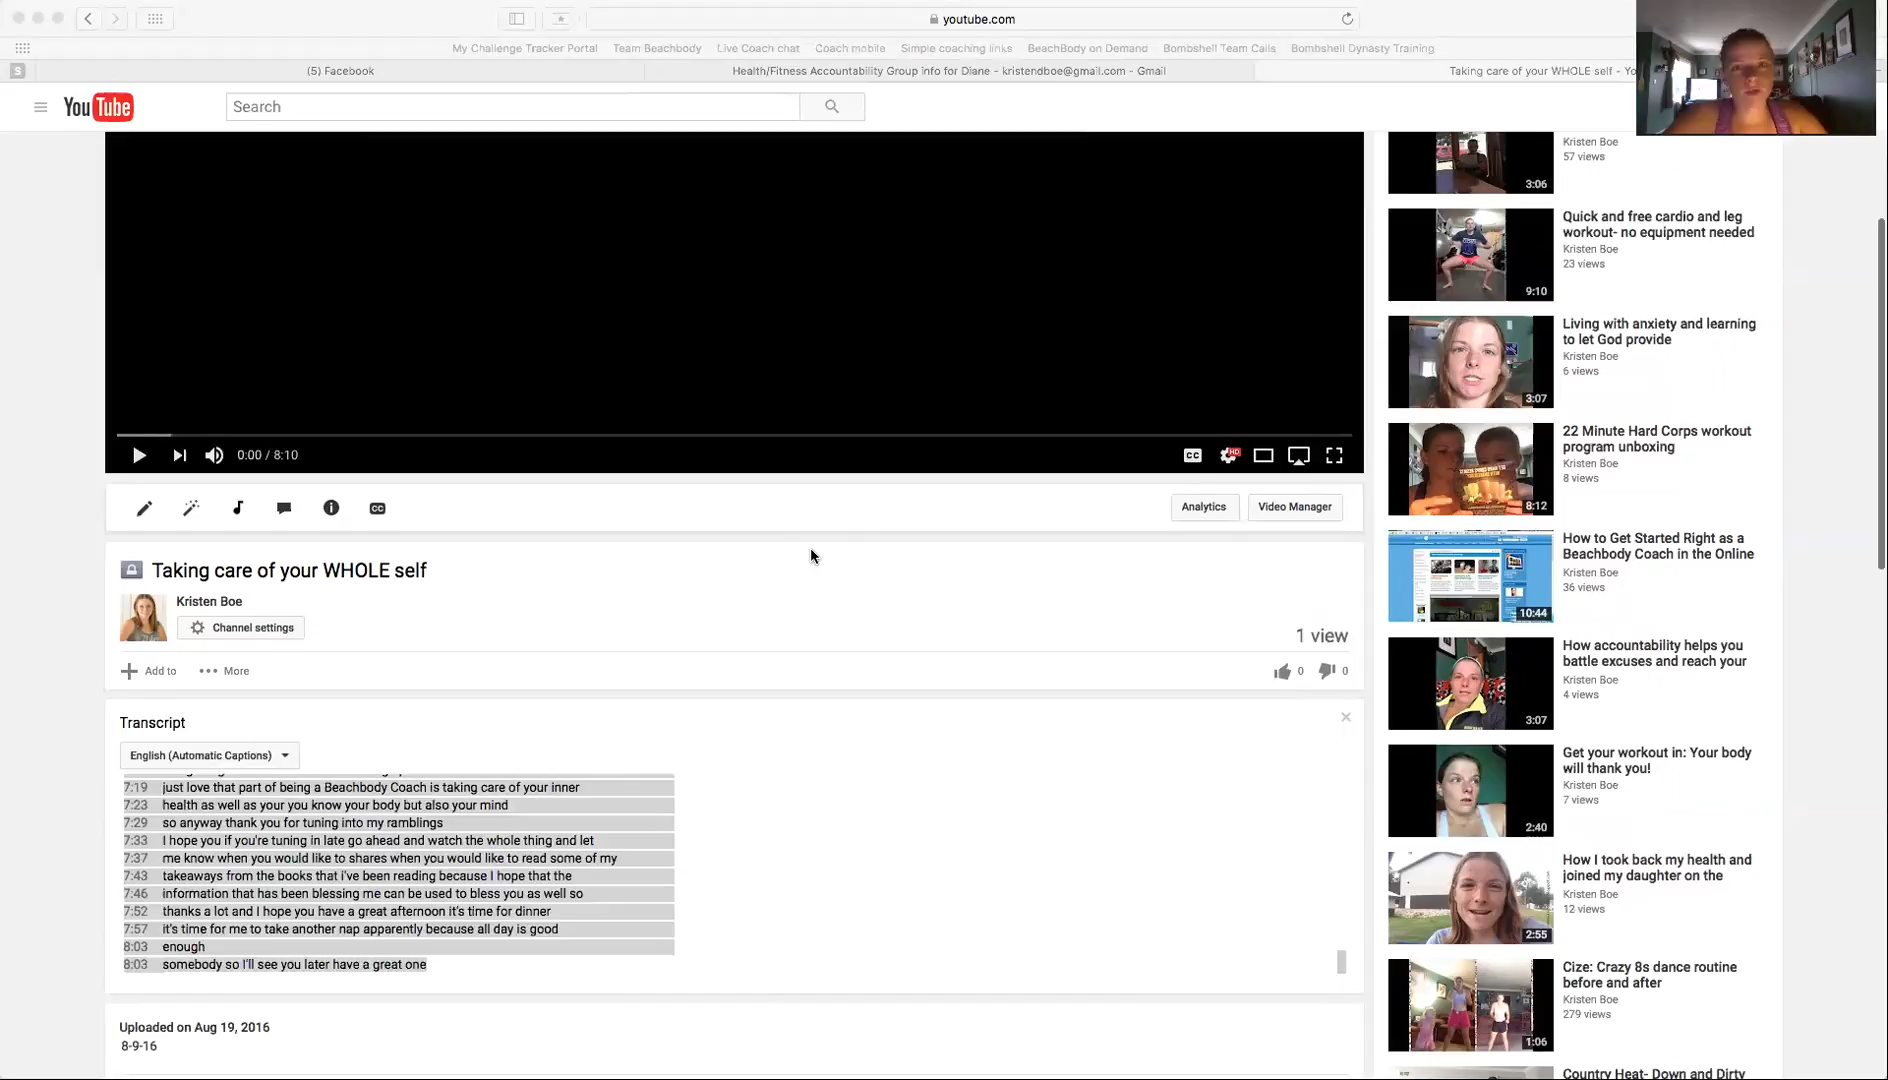 youtube.com
My Challenge Tracker Portal Team Beachbody Live Coach chat Coach mobile Simple coaching links BeachBody on Demand Bombshell Team Calls Bombshell Dynasty Training
S
(5) Facebook
Health/Fitness Accountability Group info for Diane - kristendboe@gmail.com - Gmail
Taking care of your WHOLE self - Yo
YouTube
Search
0:00 / 8:10
CC
HD
CC
Analytics
Video Manager
Taking care of your WHOLE self
Kristen Boe
Channel settings
1 view
Add to
More
0
0
Transcript
English (Automatic Captions)
7:19 just love that part of being a Beachbody Coach is taking care of your inner
7:23 health as well as your you know your body but also your mind
7:29 so anyway thank you for tuning into my ramblings
7:33 I hope you if you're tuning in late go ahead and watch the whole thing and let
7:37 me know when you would like to shares when you would like to read some of my
7:43 takeaways from the books that i've been reading because I hope that the
7:46 information that has been blessing me can be used to bless you as well so
7:52 thanks a lot and I hope you have a great afternoon it's time for dinner
7:57 it's time for me to take another nap apparently because all day is good
8:03 enough
8:03 somebody so I'll see you later have a great one
Uploaded on Aug 19, 2016
8-9-16
Kristen Boe
57 views
3:06
Quick and free cardio and leg
workout- no equipment needed
Kristen Boe
23 views
9:10
Living with anxiety and learning
to let God provide
Kristen Boe
6 views
3:07
22 Minute Hard Corps workout
program unboxing
Kristen Boe
8 views
8:12
How to Get Started Right as a
Beachbody Coach in the Online
Kristen Boe
36 views
10:44
How accountability helps you
battle excuses and reach your
Kristen Boe
4 views
3:07
Get your workout in: Your body
will thank you!
Kristen Boe
7 views
2:40
How I took back my health and
joined my daughter on the
Kristen Boe
12 views
2:55
Cize: Crazy 8s dance routine
before and after
Kristen Boe
279 views
1:06
Country Heat- Down and Dirty